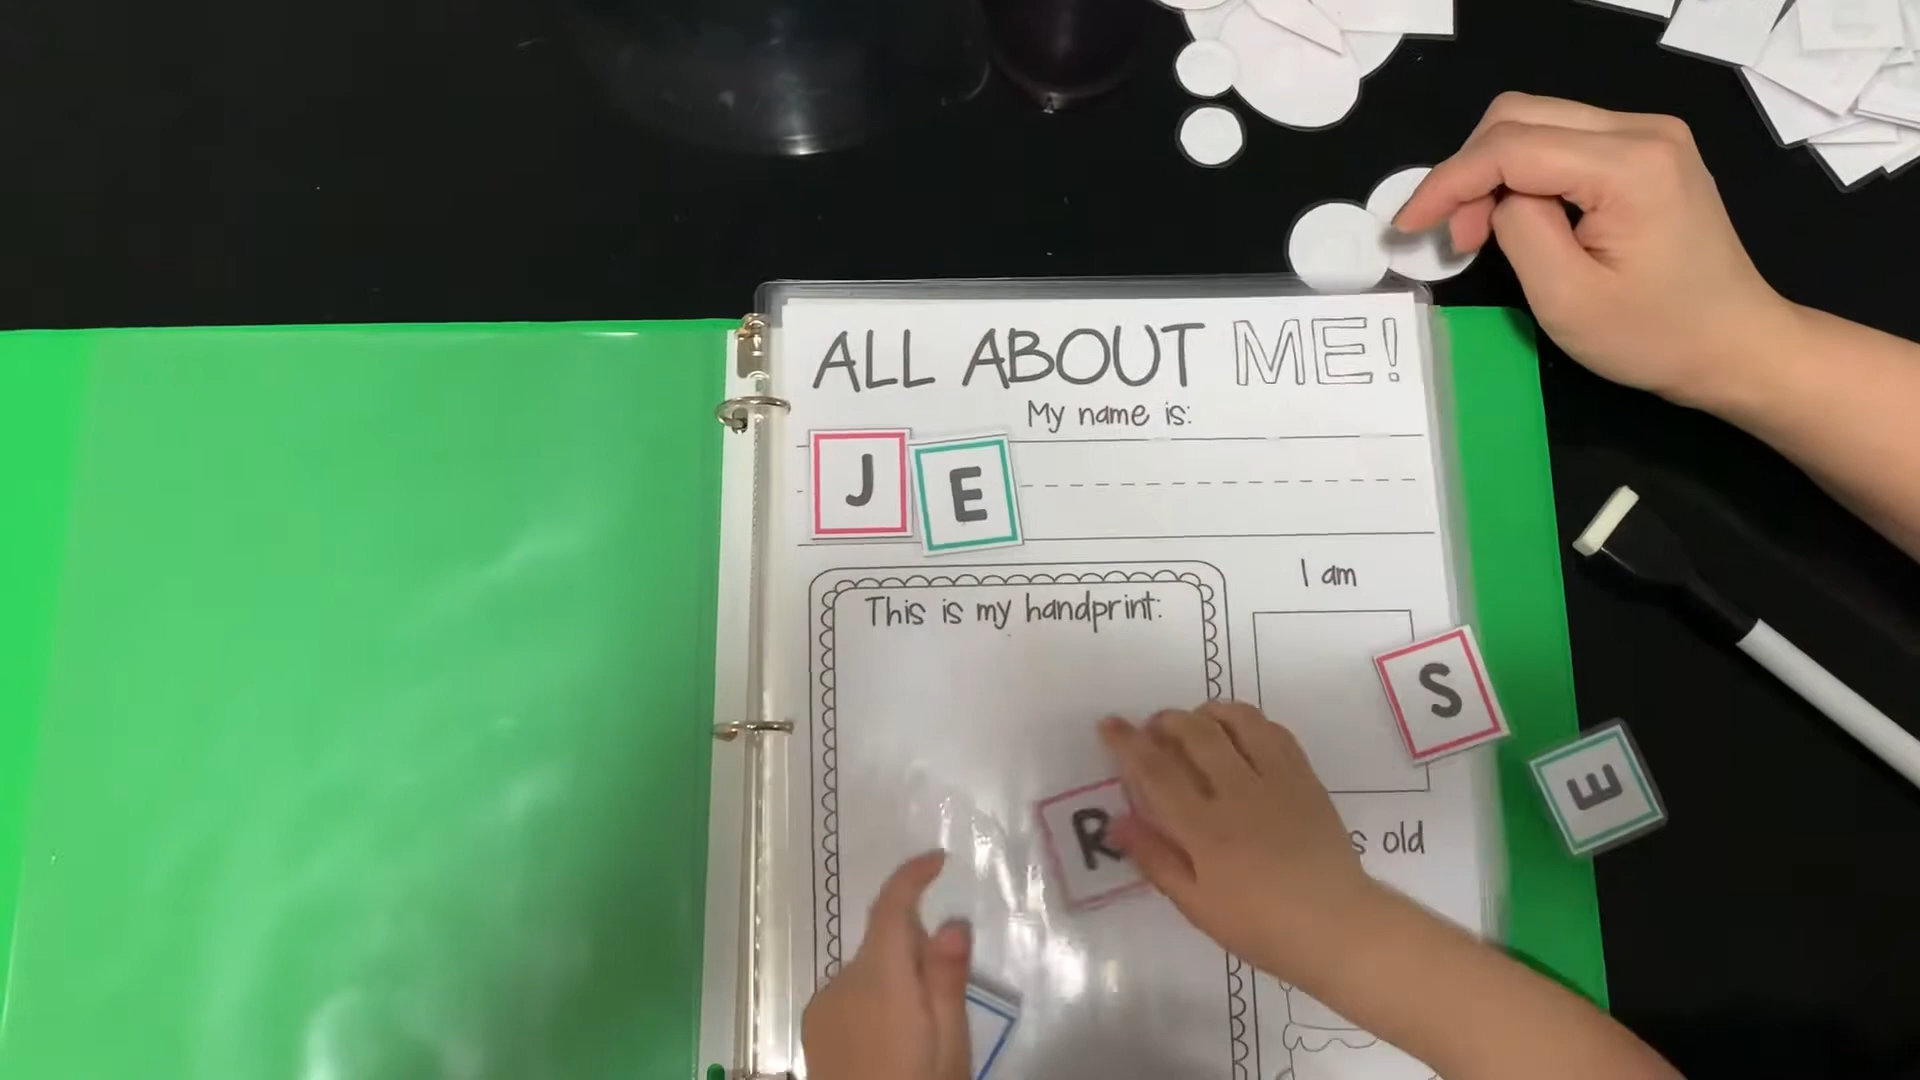 ALL ABOUT ME!
My name is:
J E
I am
This is my handprint:
S
E
R
old